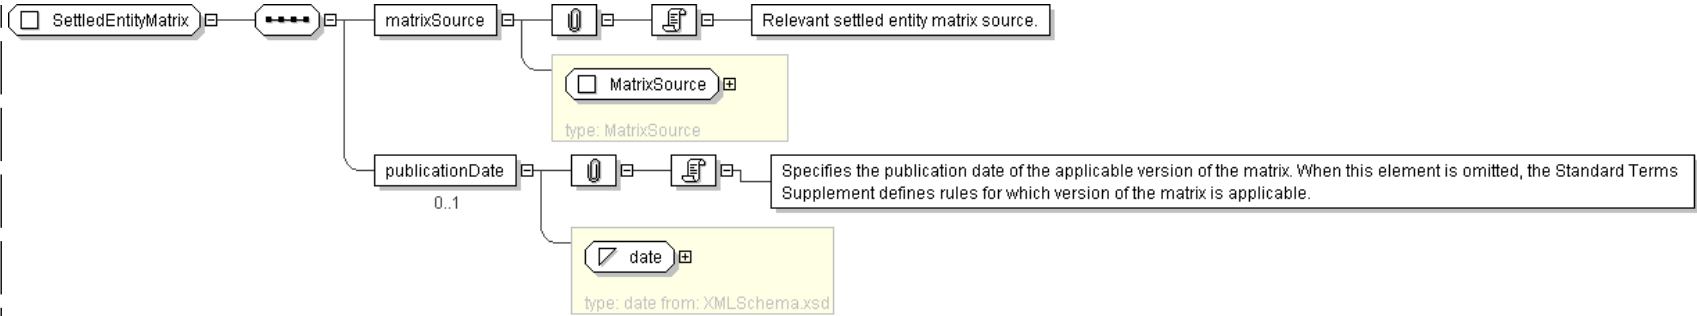 SettledEntityMatrix
matrixSource
Relevant settled entity matrix source.
MatrixSource
type: MatrixSource
publicationDate
0..1
Specifies the publication date of the applicable version of the matrix. When this element is omitted, the Standard Terms
Supplement defines rules for which version of the matrix is applicable.
date
type: date from: XMLSchema.xsd